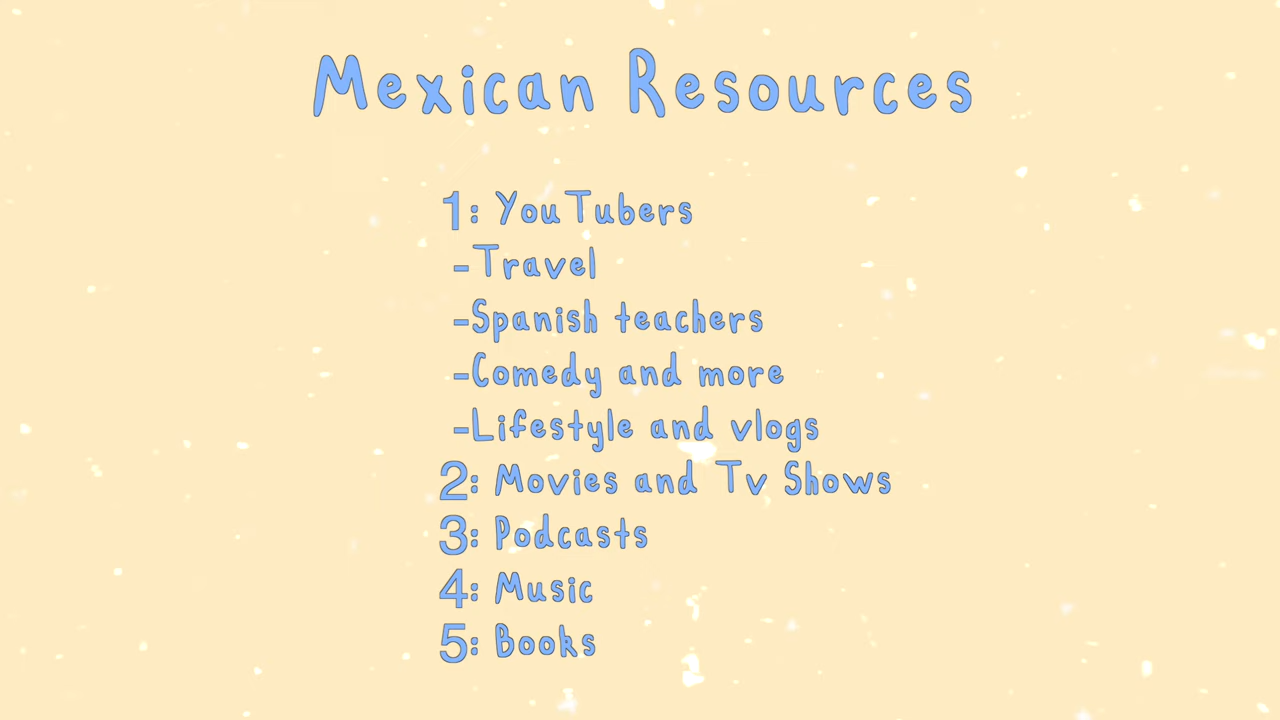 Mexican Resources
1: YouTubers
-Travel
-Spanish teachers
-Comedy and more
-Lifestyle and vlogs
2: Movies and Tv Shows
3: Podcasts
4: Music
5: Books